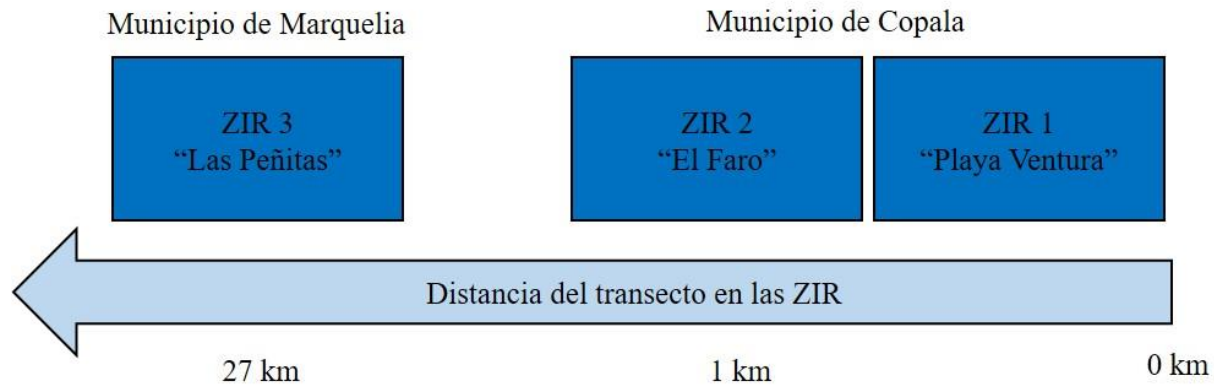 Municipio de Marquelia
Municipio de Copala
ZIR 3
“Las Peñitas”
ZIR 2
“El Faro”
ZIR 1
“Playa Ventura”
Distancia del transecto en las ZIR
27 km
1 km
0 km